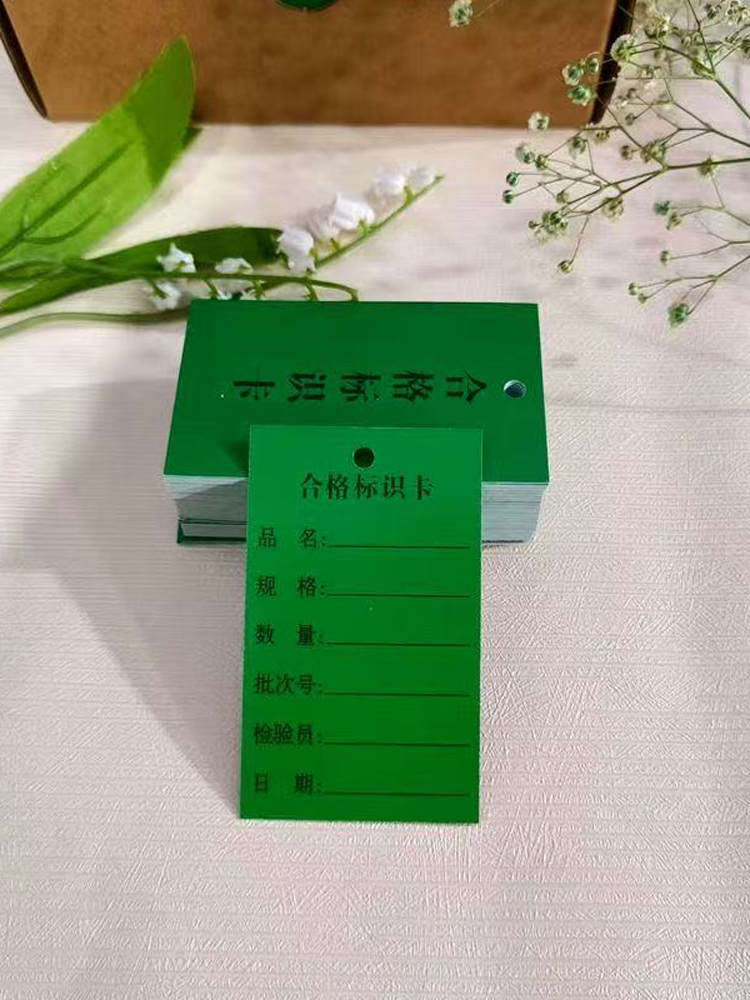 合格标识卡
合格标识卡
品 名:
规 格:
数 量:
批次号:
检验员:
日 期: